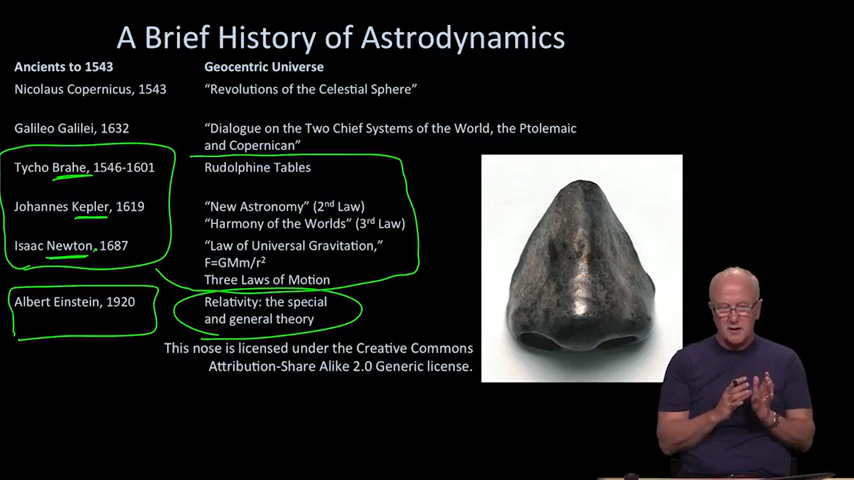 A Brief History of Astrodynamics
Ancients to 1543 Geocentric Universe
Nicolaus Copernicus, 1543 “Revolutions of the Celestial Sphere”
Galileo Galilei, 1632 “Dialogue on the Two Chief Systems of the World, the Ptolemaic
and Copernican”
Tycho Brahe, 1546-1601 Rudolphine Tables
Johannes Kepler, 1619 “New Astronomy” (2nd Law)
“Harmony of the Worlds” (3rd Law)
Isaac Newton, 1687 “Law of Universal Gravitation,”
F=GMm/r²
Three Laws of Motion
Albert Einstein, 1920 Relativity: the special
and general theory
This nose is licensed under the Creative Commons
Attribution-Share Alike 2.0 Generic license.